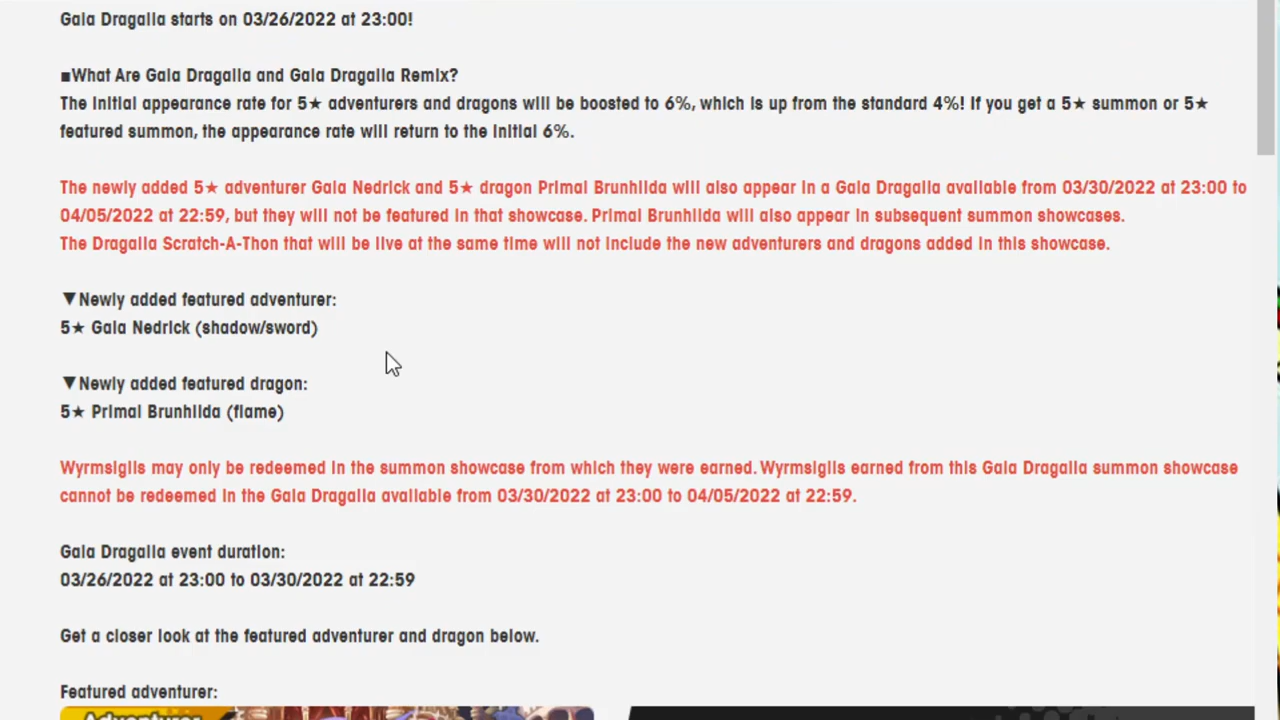 Gala Dragalia starts on 03/26/2022 at 23:00!
■What Are Gala Dragalia and Gala Dragalia Remix?
The initial appearance rate for 5★ adventurers and dragons will be boosted to 6%, which is up from the standard 4%! If you get a 5★ summon or 5★
featured summon, the appearance rate will return to the initial 6%.
The newly added 5★ adventurer Gala Nedrick and 5★ dragon Primal Brunhilda will also appear in a Gala Dragalia available from 03/30/2022 at 23:00 to
04/05/2022 at 22:59, but they will not be featured in that showcase. Primal Brunhilda will also appear in subsequent summon showcases.
The Dragalia Scratch-A-Thon that will be live at the same time will not include the new adventurers and dragons added in this showcase.
▼Newly added featured adventurer:
5★ Gala Nedrick (shadow/sword)
▼Newly added featured dragon:
5★ Primal Brunhilda (flame)
Wyrmsigils may only be redeemed in the summon showcase from which they were earned. Wyrmsigils earned from this Gala Dragalia summon showcase
cannot be redeemed in the Gala Dragalia available from 03/30/2022 at 23:00 to 04/05/2022 at 22:59.
Gala Dragalia event duration:
03/26/2022 at 23:00 to 03/30/2022 at 22:59
Get a closer look at the featured adventurer and dragon below.
Featured adventurer:
Adventurer